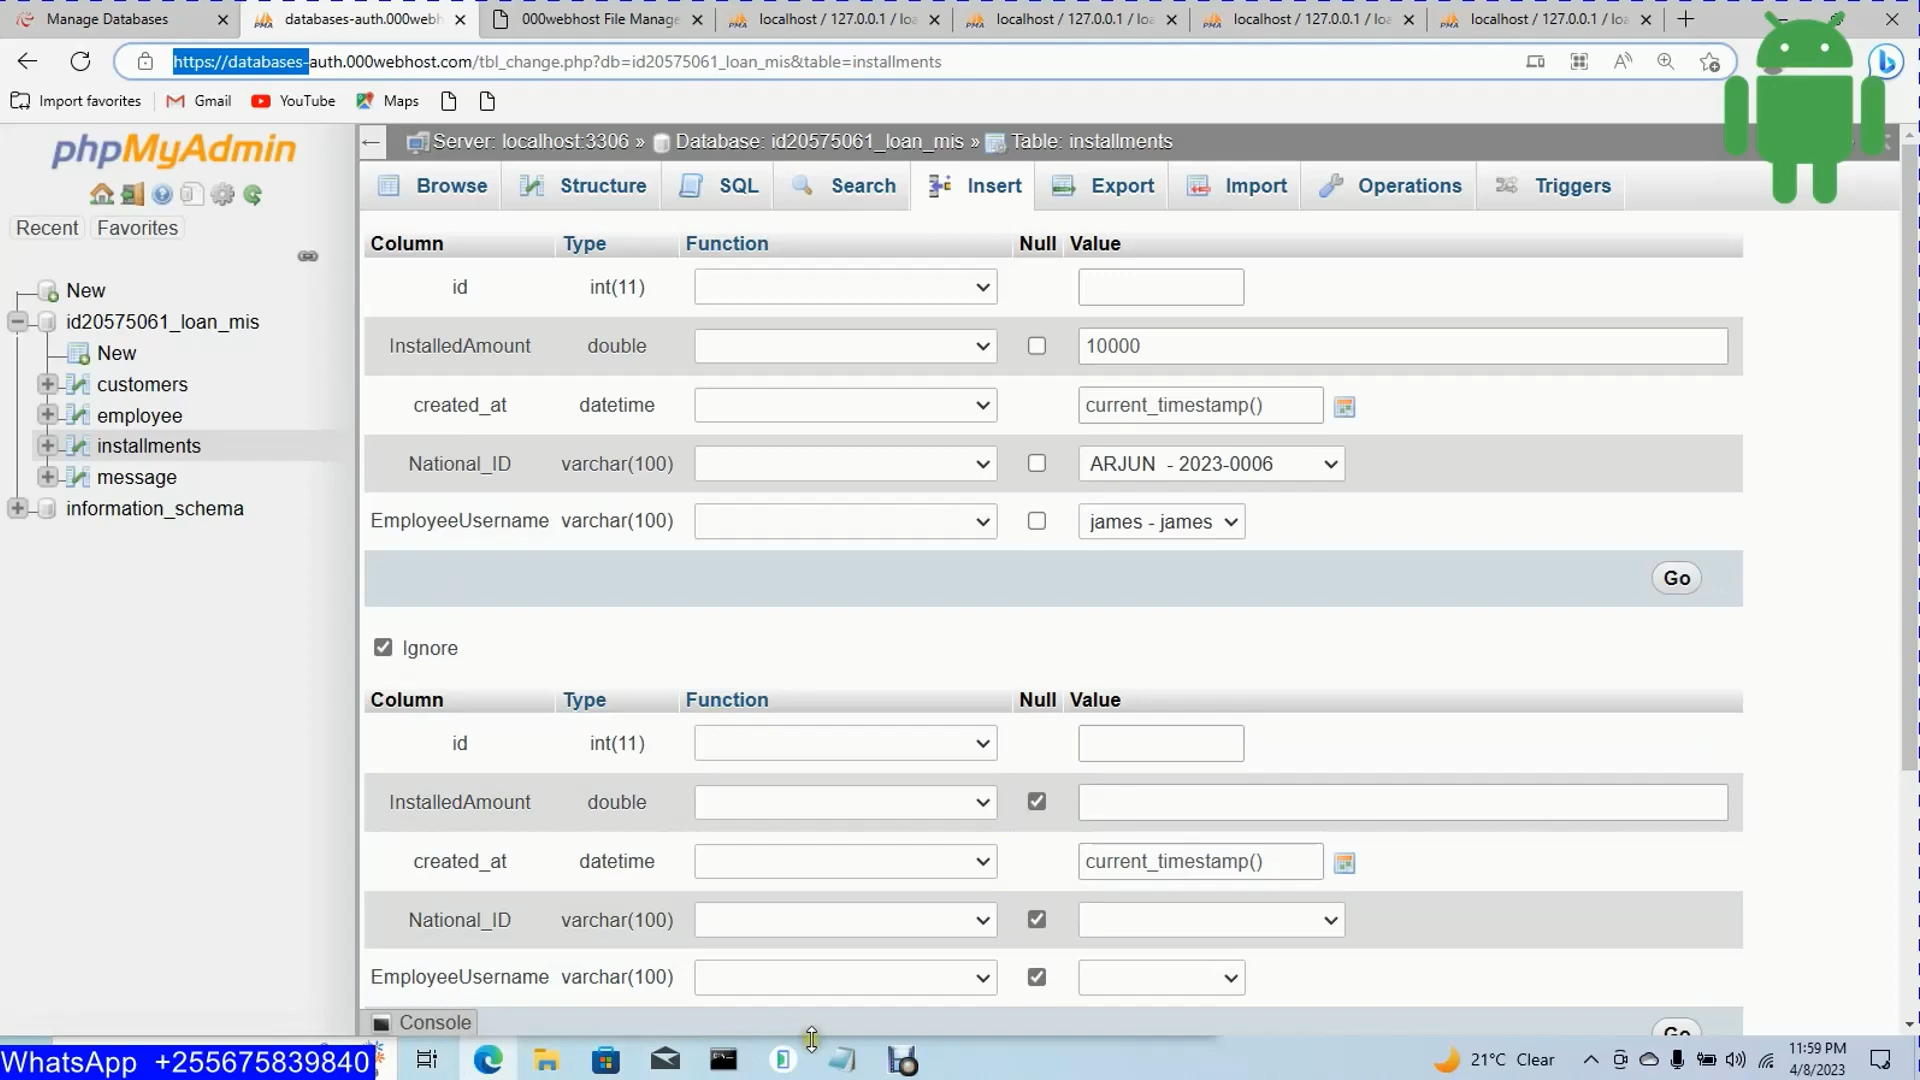 Manage Databases
databases-auth.000webh
000webhost File Manage
localhost / 127.0.0.1 / loa
localhost / 127.0.0.1 / loa
localhost / 127.0.0.1 / loa
localhost / 127.0.0.1 / loa
https://databases-auth.000webhost.com/tbl_change.php?db=id20575061_loan_mis&table=installments
Import favorites
Gmail
YouTube
Maps
phpMyAdmin
Recent
Favorites
New
id20575061_loan_mis
New
customers
employee
installments
message
information_schema
Server: localhost:3306 » Database: id20575061_loan_mis » Table: installments
Browse
Structure
SQL
Search
Insert
Export
Import
Operations
Triggers
Column Type Function Null Value
id int(11)
InstalledAmount double 10000
created_at datetime current_timestamp()
National_ID varchar(100) ARJUN - 2023-0006
EmployeeUsername varchar(100) james - james
Go
Ignore
Column Type Function Null Value
id int(11)
InstalledAmount double
created_at datetime current_timestamp()
National_ID varchar(100)
EmployeeUsername varchar(100)
Go
Console
WhatsApp +255675839840
21°C Clear
11:59 PM
4/8/2023